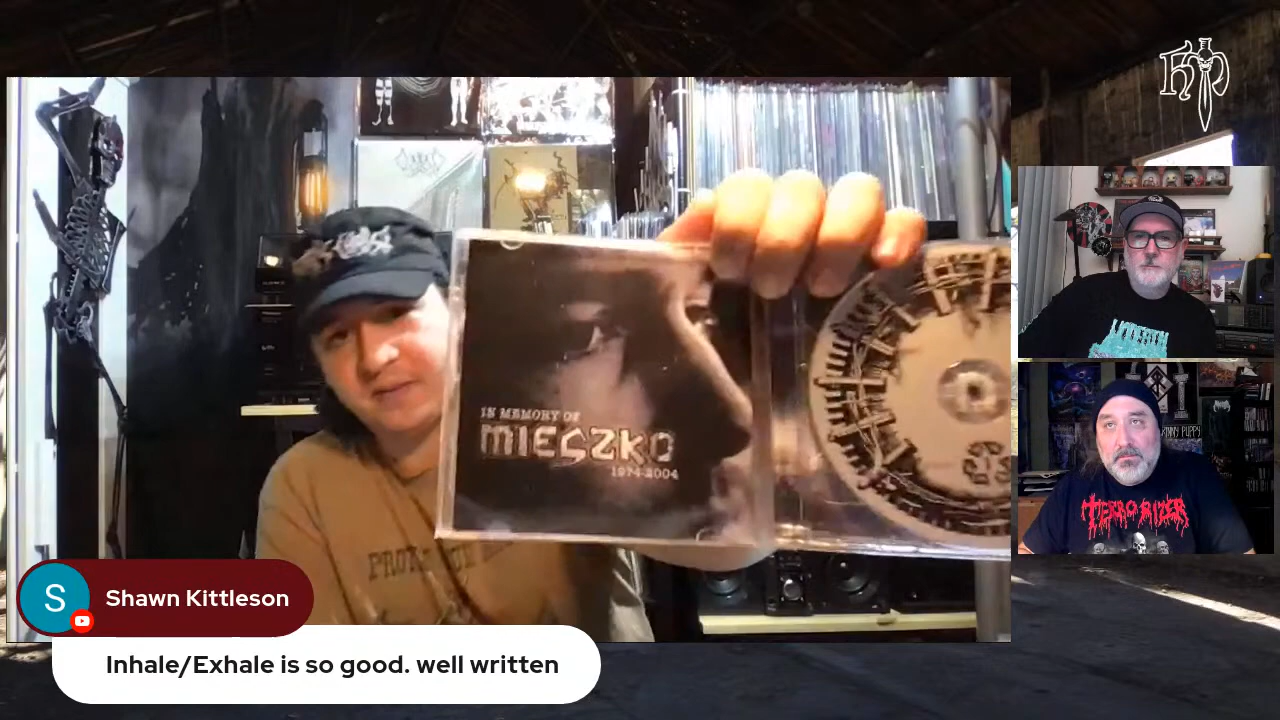 IN MEMORY OF
MIESZKO
1974-2004
TERRORIZER
S
Shawn Kittleson
Inhale/Exhale is so good. well written